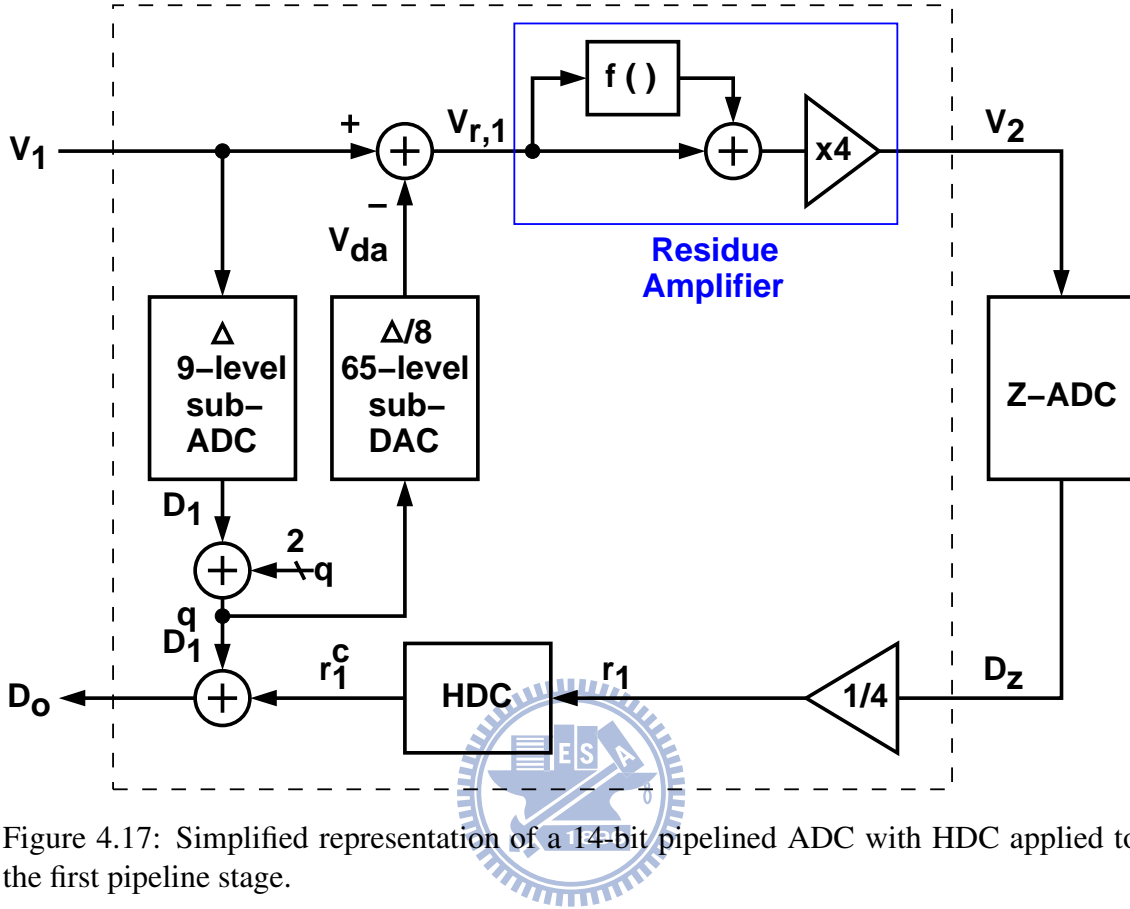 f ( )
V1
+
Vr,1
x4
V2
−
Vda
Residue
Amplifier
Δ
9−level
sub−
ADC
Δ/8
65−level
sub−
DAC
Z−ADC
D1
2
q
q
D1
r1c
r1
Dz
Do
HDC
1/4
E S A
1896
Figure 4.17: Simplified representation of a 14-bit pipelined ADC with HDC applied to
the first pipeline stage.